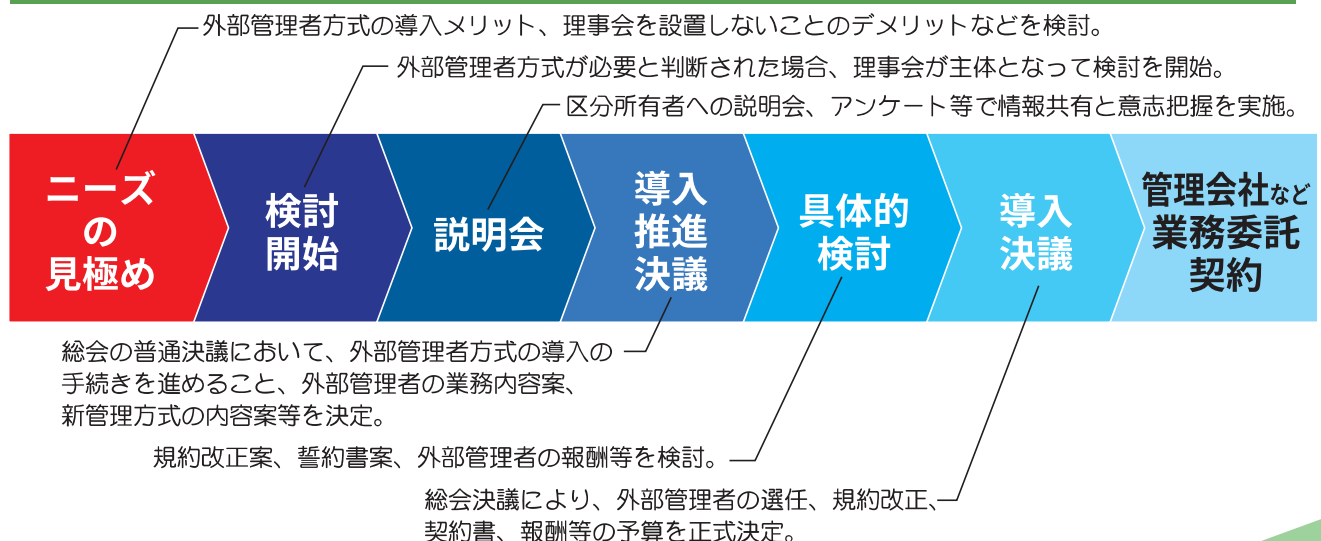 外部管理者方式の導入メリット、理事会を設置しないことのデメリットなどを検討。
外部管理者方式が必要と判断された場合、理事会が主体となって検討を開始。
区分所有者への説明会、アンケート等で情報共有と意志把握を実施。
ニーズ
の
見極め
検討
開始
説明会
導入
推進
決議
具体的
検討
導入
決議
管理会社など
業務委託
契約
総会の普通決議において、外部管理者方式の導入の
手続きを進めること、外部管理者の業務内容案、
新管理方式の内容案等を決定。
規約改正案、誓約書案、外部管理者の報酬等を検討。
総会決議により、外部管理者の選任、規約改正、
契約書、報酬等の予算を正式決定。